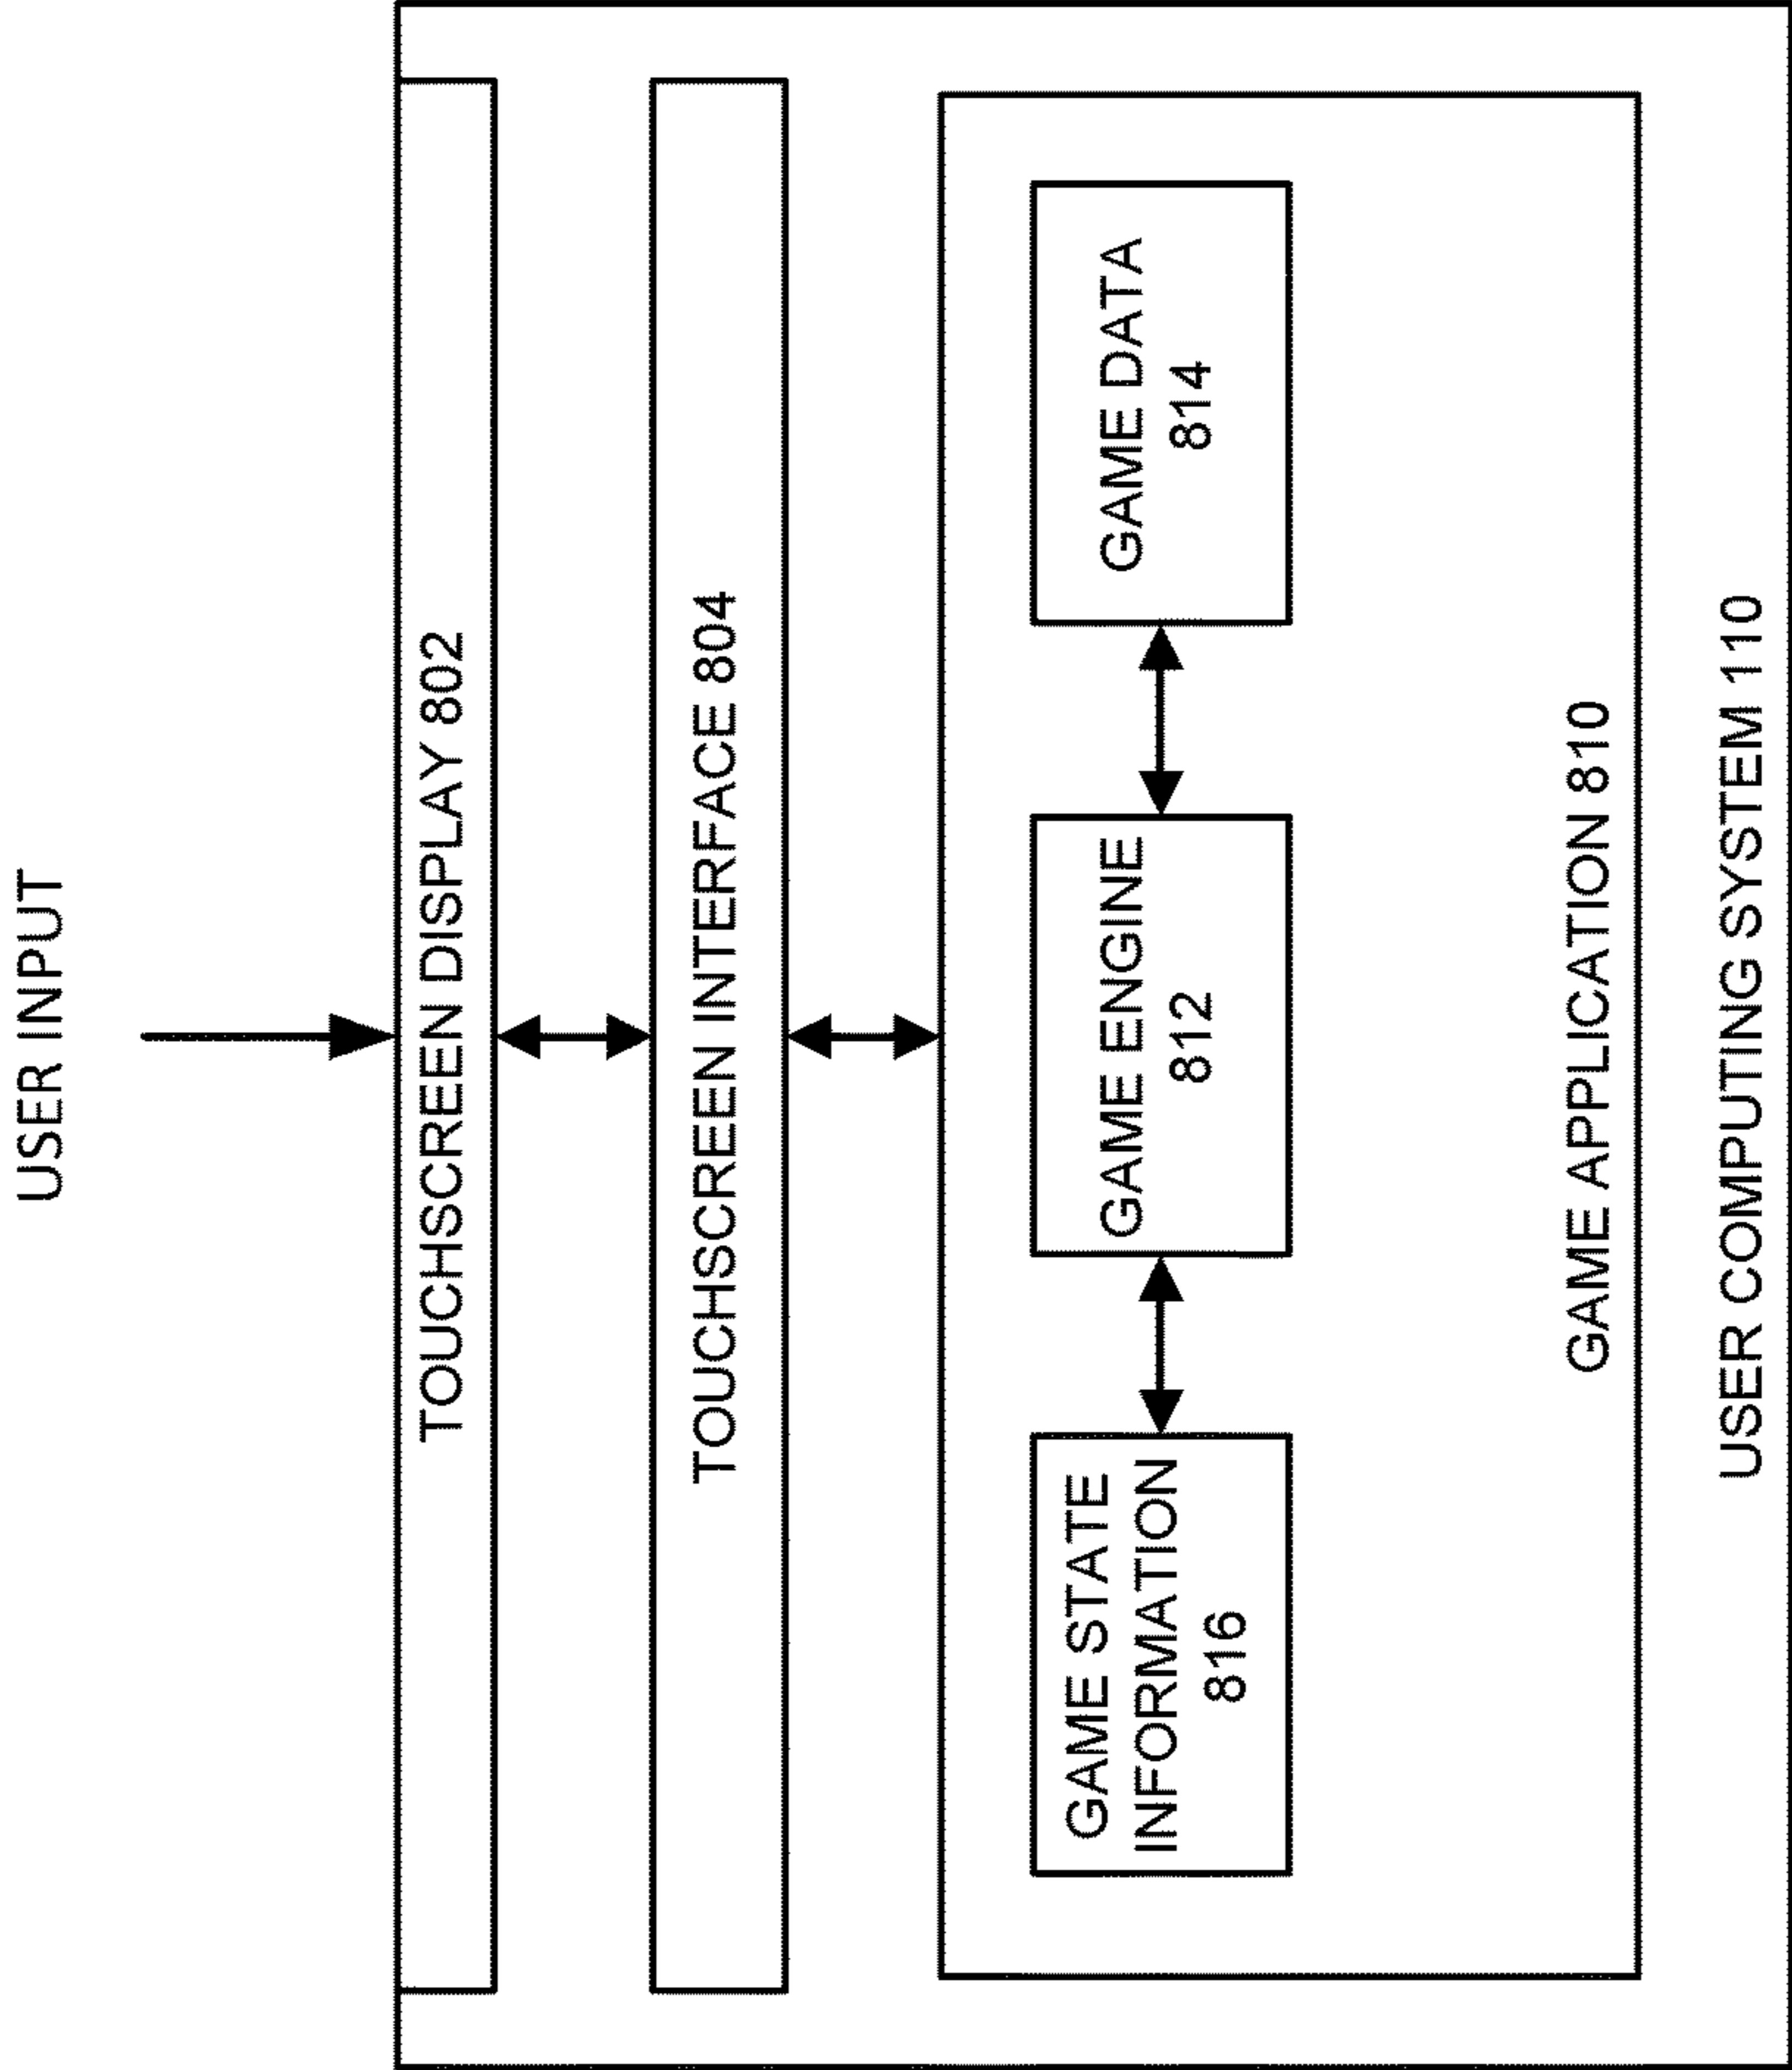 USER INPUT
TOUCHSCREEN DISPLAY 802
TOUCHSCREEN INTERFACE 804
GAME STATE
INFORMATION
816
GAME ENGINE
812
GAME DATA
814
GAME APPLICATION 810
USER COMPUTING SYSTEM 110